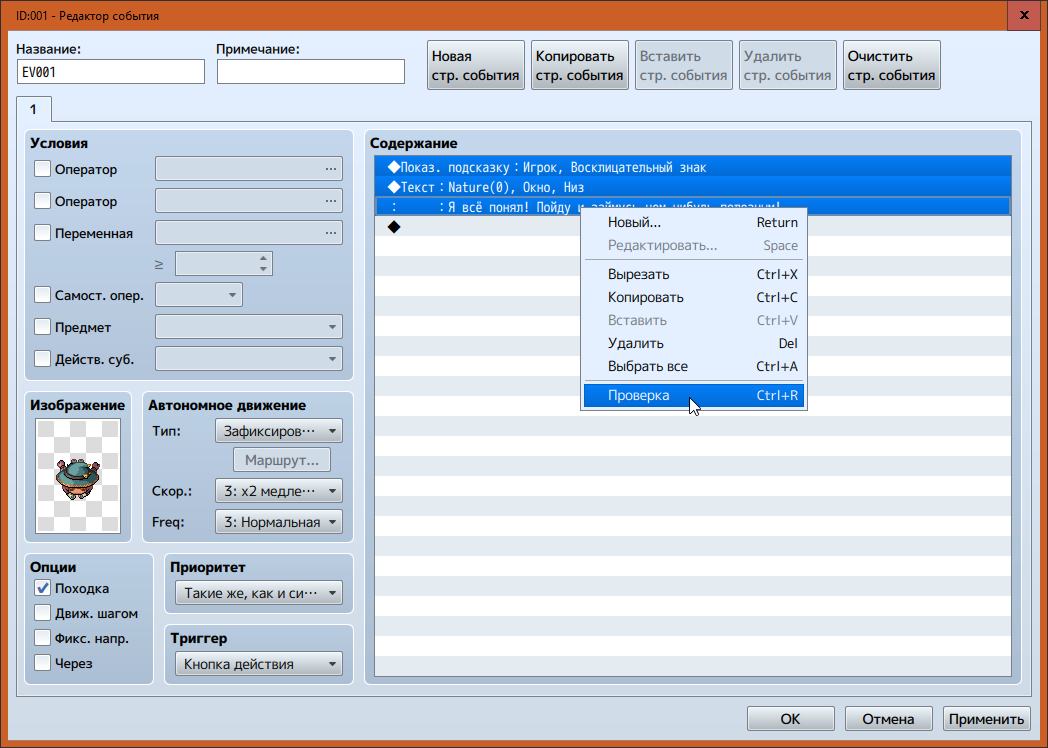 ID:001 - Редактор события
Название:
Примечание:
EV001
Новая
стр. события
Копировать
стр. события
Вставить
стр. события
Удалить
стр. события
Очистить
стр. события
1
Условия
Оператор
Оператор
Переменная
≥
Самост. опер.
Предмет
Действ. суб.
Изображение
Автономное движение
Тип:
Зафиксиров···
Маршрут...
Скор.:
3: x2 медле···
Freq:
3: Нормальная
Опции
Походка
Движ. шагом
Фикс. напр.
Через
Приоритет
Такие же, как и си···
Триггер
Кнопка действия
Содержание
◆Показ. подсказку : Игрок, Восклицательный знак
◆Текст : Nature(0), Окно, Низ
: : Я всё понял! Пойду и займусь чем-нибудь полезным!
◆
Новый... Return
Редактировать... Space
Вырезать Ctrl+X
Копировать Ctrl+C
Вставить Ctrl+V
Удалить Del
Выбрать все Ctrl+A
Проверка Ctrl+R
OK
Отмена
Применить